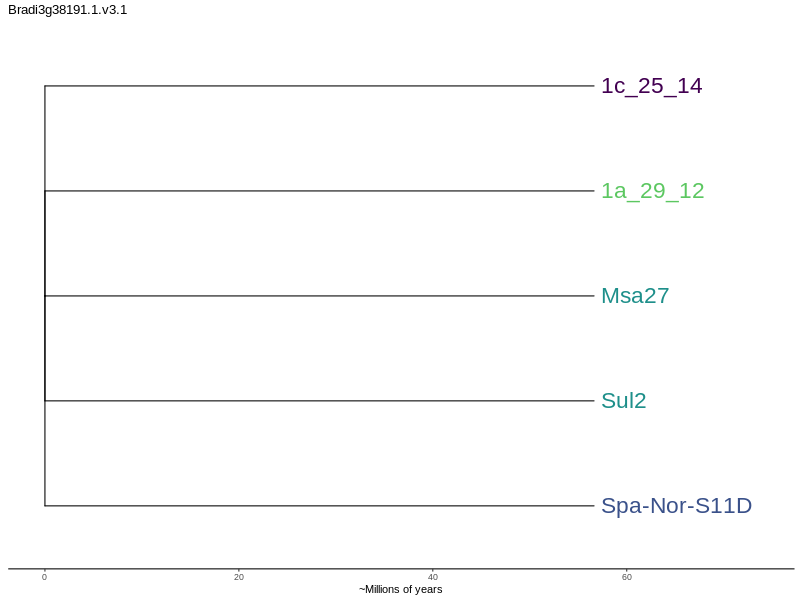 Bradi3g38191.1.v3.1
1c_25_14
1a_29_12
Msa27
Sul2
Spa-Nor-S11D
0 20 40 60
~Millions of years